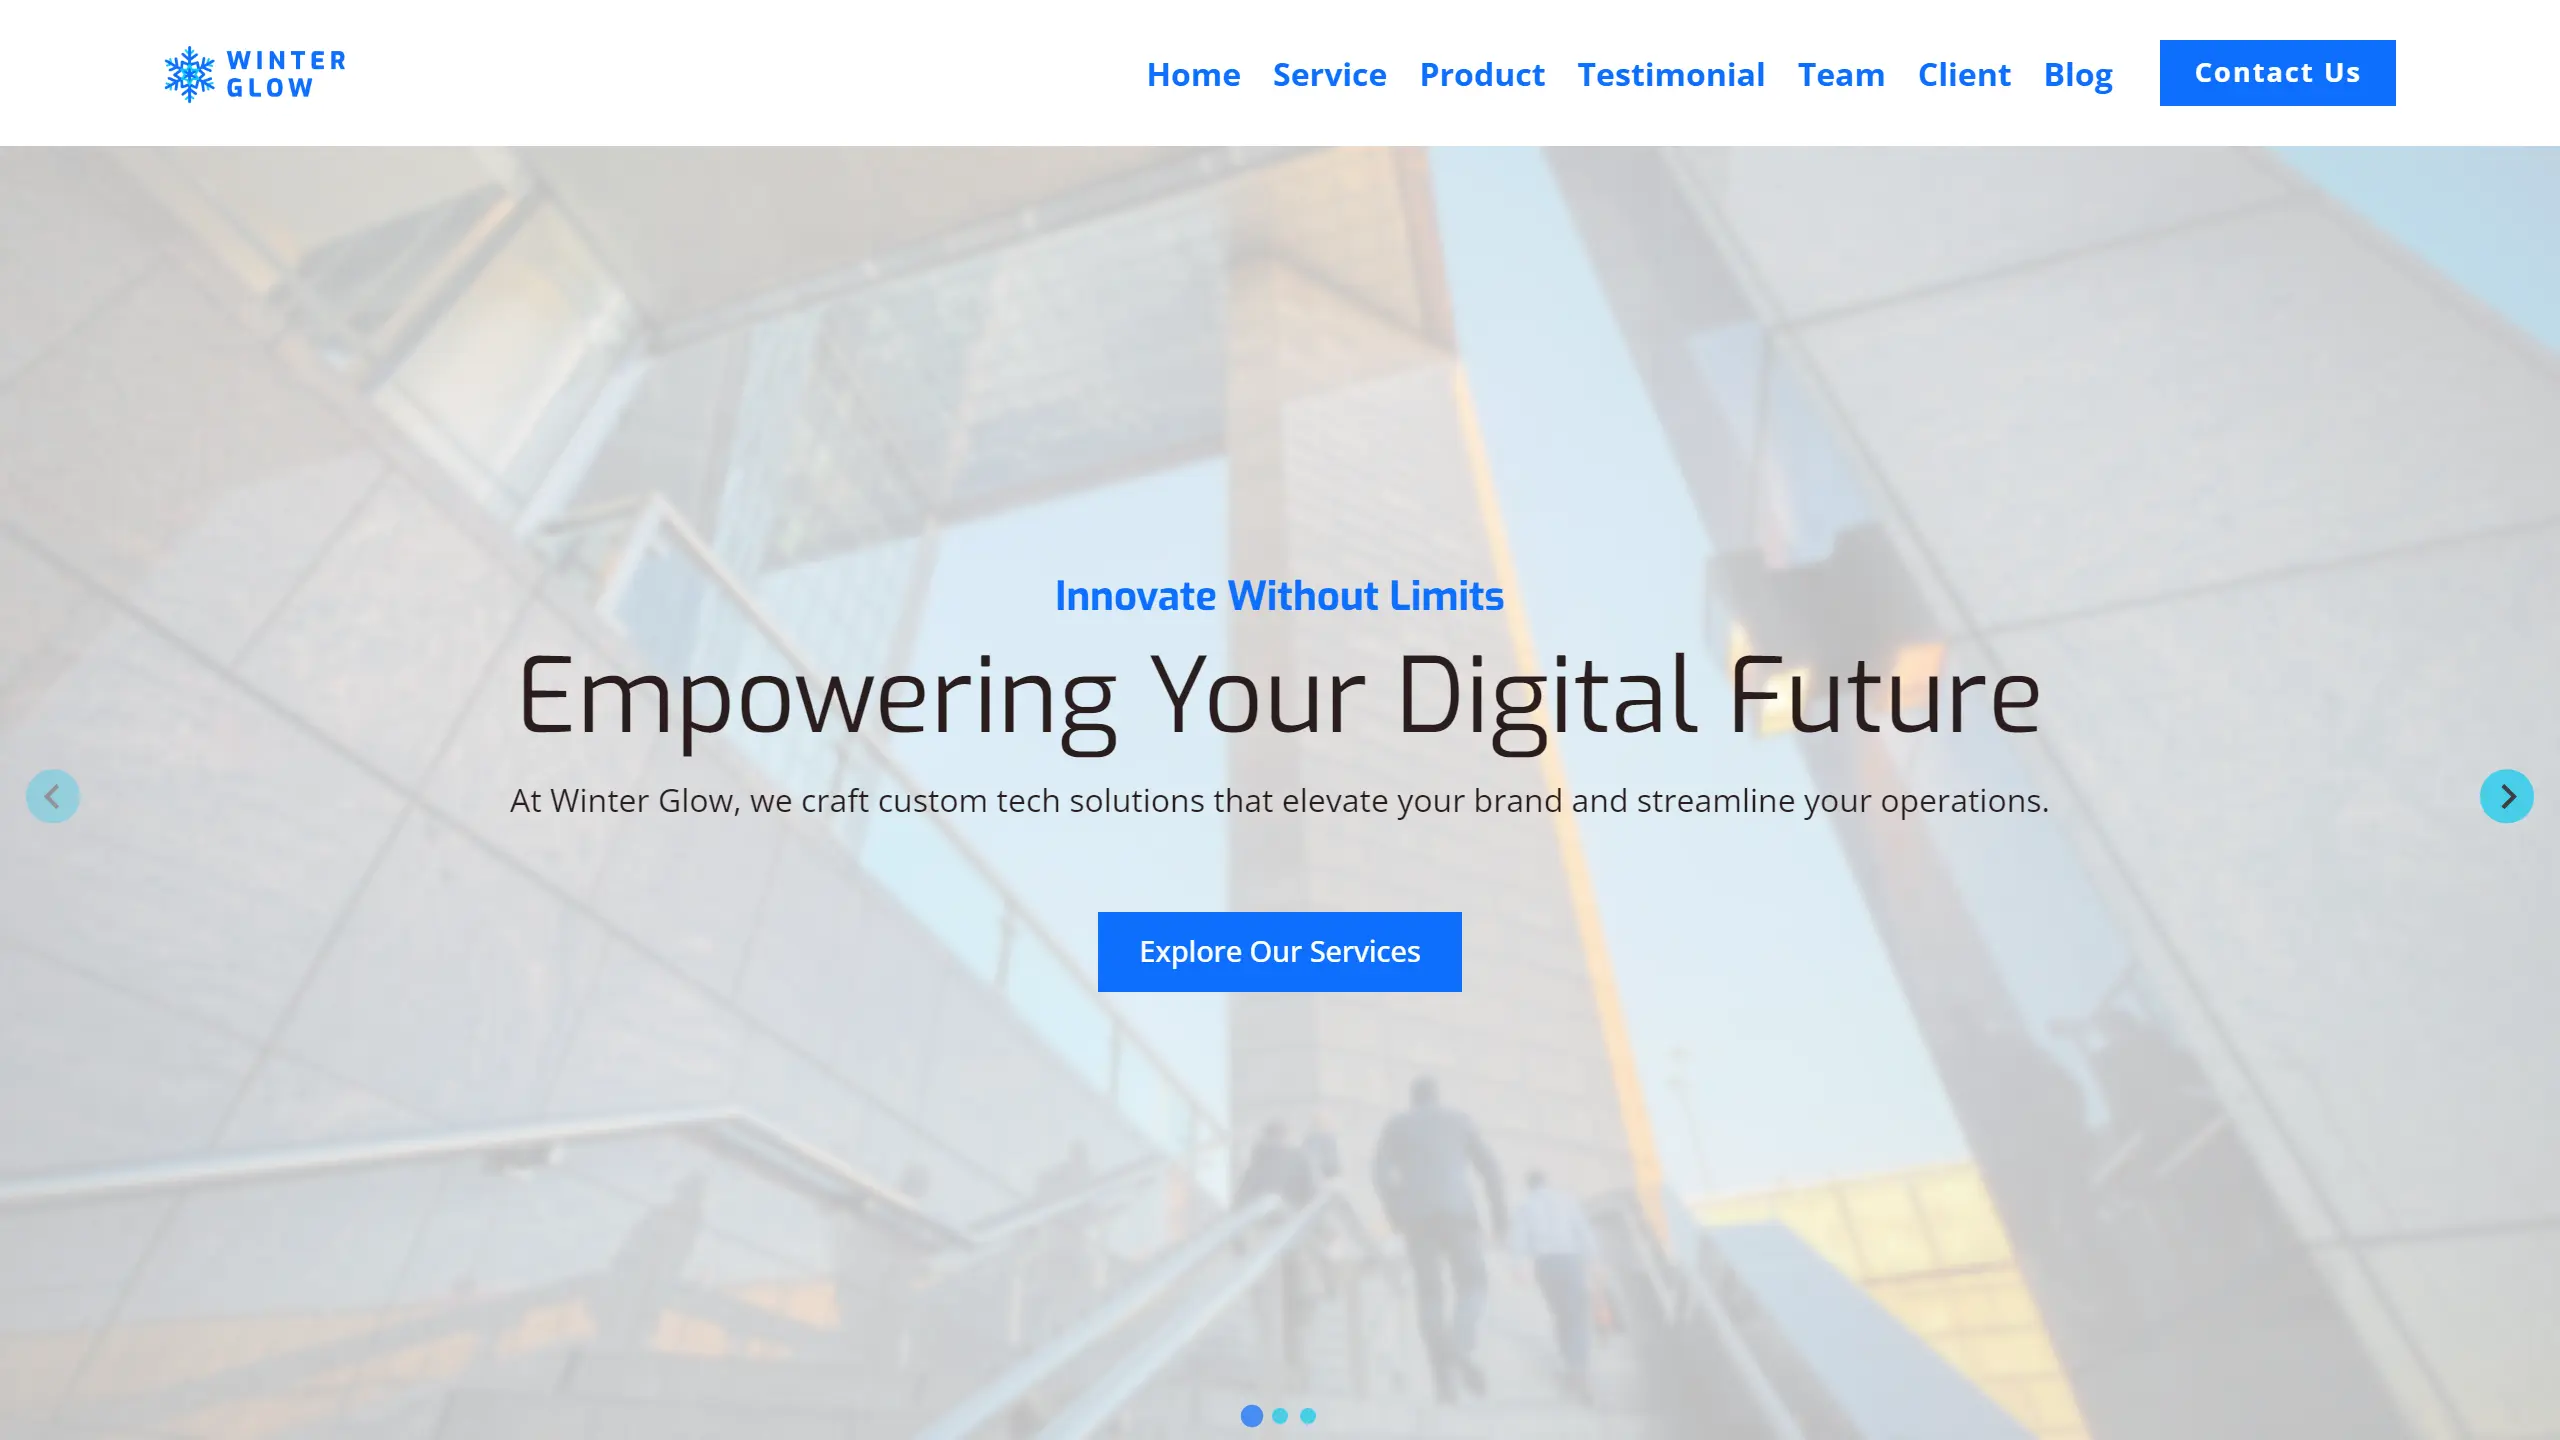 WINTER
GLOW
Home Service Product Testimonial Team Client Blog Contact Us
Innovate Without Limits
Empowering Your Digital Future
At Winter Glow, we craft custom tech solutions that elevate your brand and streamline your operations.
Explore Our Services